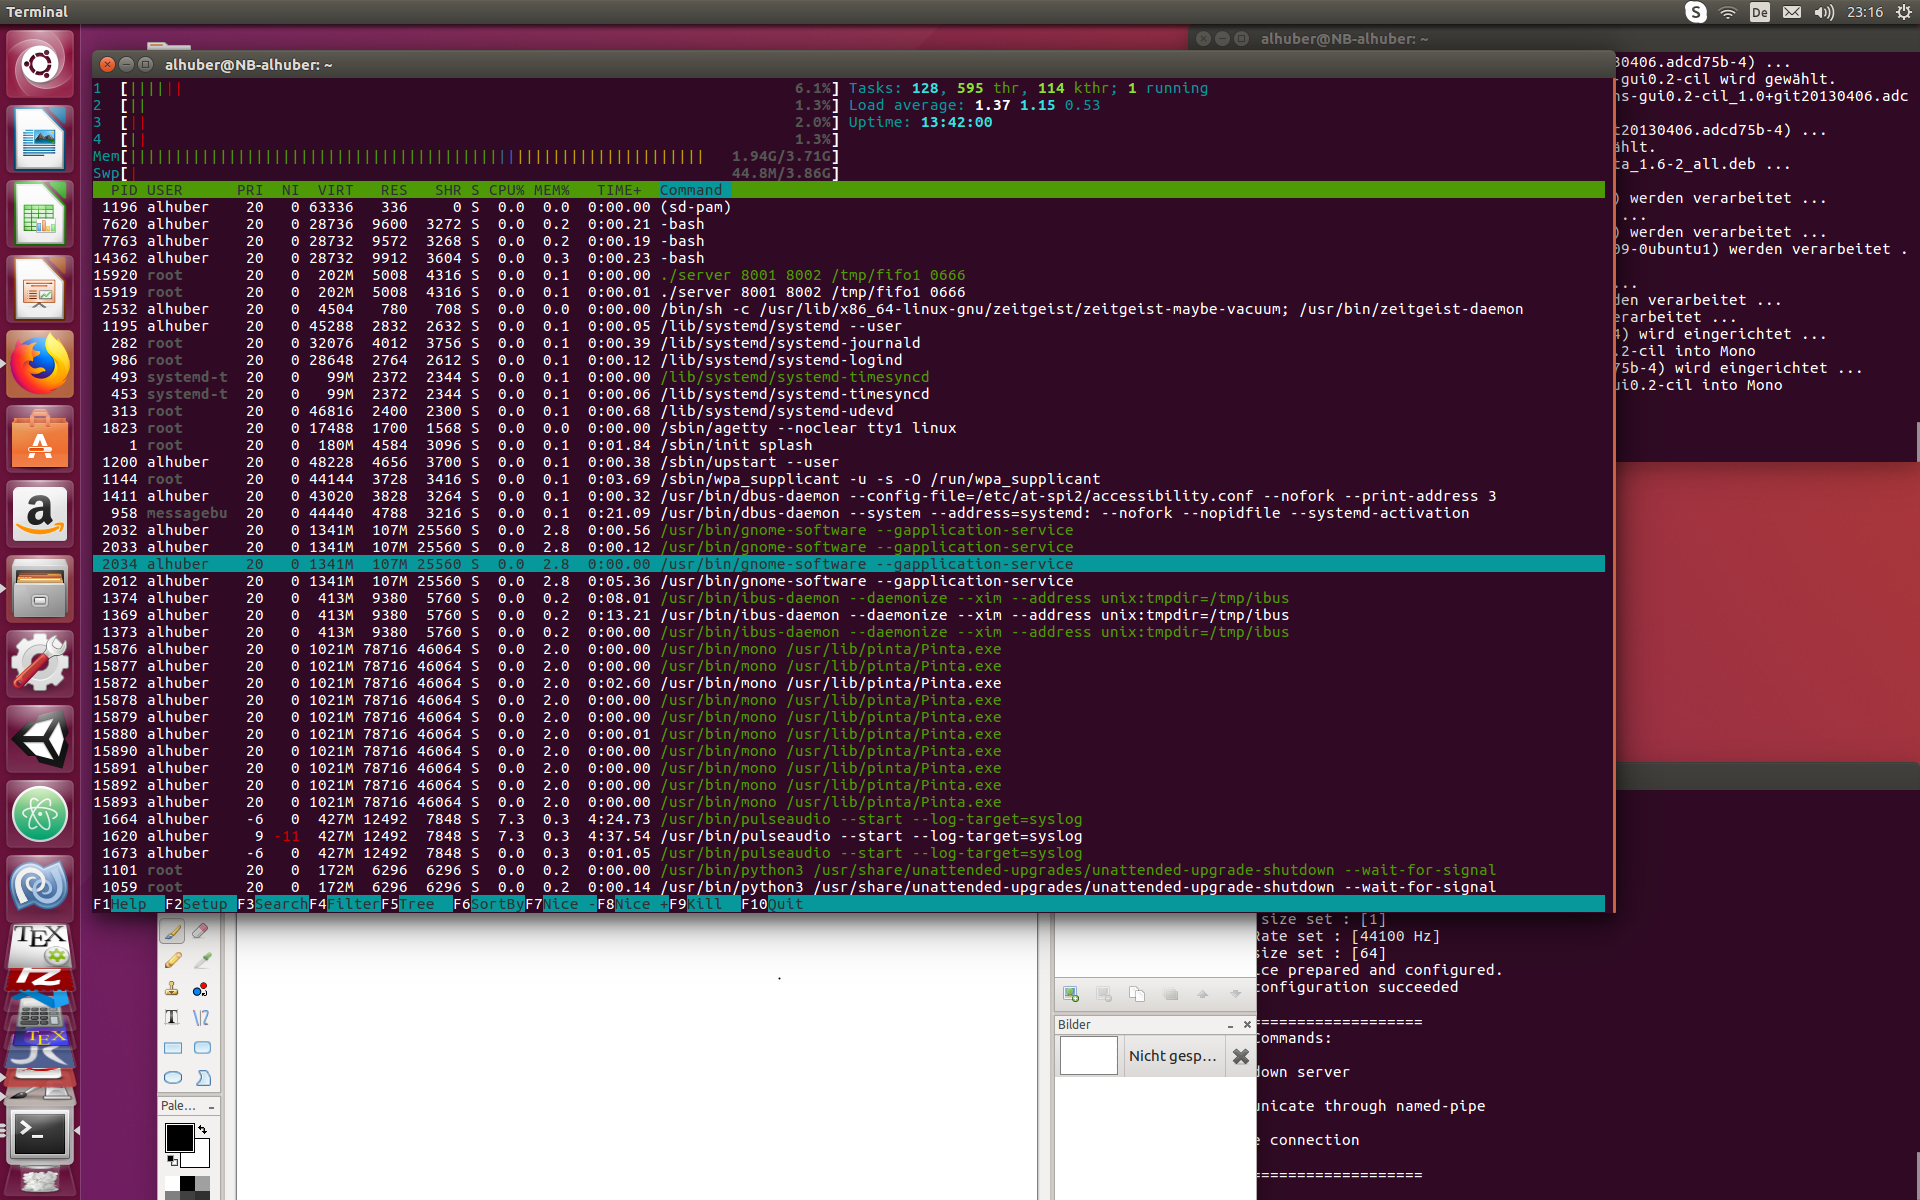 Terminal
De
23:16
alhuber@NB-alhuber: ~
alhuber@NB-alhuber: ~
1 [|||||| 6.1%] Tasks: 128, 595 thr, 114 kthr; 1 running
2 [|| 1.3%] Load average: 1.37 1.15 0.53
3 [|| 2.0%] Uptime: 13:42:00
4 [|| 1.3%]
Mem[|||||||||||||||||||||||||||||||||||||||||||||||||||||||||||||||| 1.94G/3.71G]
Swp[| 44.8M/3.86G]
PID USER PRI NI VIRT RES SHR S CPU% MEM% TIME+ Command
1196 alhuber 20 0 63336 336 0 S 0.0 0.0 0:00.00 (sd-pam)
7620 alhuber 20 0 28736 9600 3272 S 0.0 0.2 0:00.21 -bash
7763 alhuber 20 0 28732 9572 3268 S 0.0 0.2 0:00.19 -bash
14362 alhuber 20 0 28732 9912 3604 S 0.0 0.3 0:00.23 -bash
15920 root 20 0 202M 5008 4316 S 0.0 0.1 0:00.00 ./server 8001 8002 /tmp/fifo1 0666
15919 root 20 0 202M 5008 4316 S 0.0 0.1 0:00.01 ./server 8001 8002 /tmp/fifo1 0666
2532 alhuber 20 0 4504 780 708 S 0.0 0.0 0:00.00 /bin/sh -c /usr/lib/x86_64-linux-gnu/zeitgeist/zeitgeist-maybe-vacuum; /usr/bin/zeitgeist-daemon
1195 alhuber 20 0 45288 2832 2632 S 0.0 0.1 0:00.05 /lib/systemd/systemd --user
282 root 20 0 32076 4012 3756 S 0.0 0.1 0:00.39 /lib/systemd/systemd-journald
986 root 20 0 28648 2764 2612 S 0.0 0.1 0:00.12 /lib/systemd/systemd-logind
493 systemd-t 20 0 99M 2372 2344 S 0.0 0.1 0:00.00 /lib/systemd/systemd-timesyncd
453 systemd-t 20 0 99M 2372 2344 S 0.0 0.1 0:00.06 /lib/systemd/systemd-timesyncd
313 root 20 0 46816 2400 2300 S 0.0 0.1 0:00.68 /lib/systemd/systemd-udevd
1823 root 20 0 17488 1700 1568 S 0.0 0.0 0:00.00 /sbin/agetty --noclear tty1 linux
1 root 20 0 180M 4584 3096 S 0.0 0.1 0:01.84 /sbin/init splash
1200 alhuber 20 0 48228 4656 3700 S 0.0 0.1 0:00.38 /sbin/upstart --user
1144 root 20 0 44144 3728 3416 S 0.0 0.1 0:03.69 /sbin/wpa_supplicant -u -s -O /run/wpa_supplicant
1411 alhuber 20 0 43020 3828 3264 S 0.0 0.1 0:00.32 /usr/bin/dbus-daemon --config-file=/etc/at-spi2/accessibility.conf --nofork --print-address 3
958 messagebu 20 0 44440 4788 3216 S 0.0 0.1 0:21.09 /usr/bin/dbus-daemon --system --address=systemd: --nofork --nopidfile --systemd-activation
2032 alhuber 20 0 1341M 107M 25560 S 0.0 2.8 0:00.56 /usr/bin/gnome-software --gapplication-service
2033 alhuber 20 0 1341M 107M 25560 S 0.0 2.8 0:00.12 /usr/bin/gnome-software --gapplication-service
2034 alhuber 20 0 1341M 107M 25560 S 0.0 2.8 0:00.00 /usr/bin/gnome-software --gapplication-service
2012 alhuber 20 0 1341M 107M 25560 S 0.0 2.8 0:05.36 /usr/bin/gnome-software --gapplication-service
1374 alhuber 20 0 413M 9380 5760 S 0.0 0.2 0:08.01 /usr/bin/ibus-daemon --daemonize --xim --address unix:tmpdir=/tmp/ibus
1369 alhuber 20 0 413M 9380 5760 S 0.0 0.2 0:13.21 /usr/bin/ibus-daemon --daemonize --xim --address unix:tmpdir=/tmp/ibus
1373 alhuber 20 0 413M 9380 5760 S 0.0 0.2 0:00.00 /usr/bin/ibus-daemon --daemonize --xim --address unix:tmpdir=/tmp/ibus
15876 alhuber 20 0 1021M 78716 46064 S 0.0 2.0 0:00.00 /usr/bin/mono /usr/lib/pinta/Pinta.exe
15877 alhuber 20 0 1021M 78716 46064 S 0.0 2.0 0:00.00 /usr/bin/mono /usr/lib/pinta/Pinta.exe
15872 alhuber 20 0 1021M 78716 46064 S 0.0 2.0 0:02.60 /usr/bin/mono /usr/lib/pinta/Pinta.exe
15878 alhuber 20 0 1021M 78716 46064 S 0.0 2.0 0:00.00 /usr/bin/mono /usr/lib/pinta/Pinta.exe
15879 alhuber 20 0 1021M 78716 46064 S 0.0 2.0 0:00.00 /usr/bin/mono /usr/lib/pinta/Pinta.exe
15880 alhuber 20 0 1021M 78716 46064 S 0.0 2.0 0:00.01 /usr/bin/mono /usr/lib/pinta/Pinta.exe
15890 alhuber 20 0 1021M 78716 46064 S 0.0 2.0 0:00.00 /usr/bin/mono /usr/lib/pinta/Pinta.exe
15891 alhuber 20 0 1021M 78716 46064 S 0.0 2.0 0:00.00 /usr/bin/mono /usr/lib/pinta/Pinta.exe
15892 alhuber 20 0 1021M 78716 46064 S 0.0 2.0 0:00.00 /usr/bin/mono /usr/lib/pinta/Pinta.exe
15893 alhuber 20 0 1021M 78716 46064 S 0.0 2.0 0:00.00 /usr/bin/mono /usr/lib/pinta/Pinta.exe
1664 alhuber -6 0 427M 12492 7848 S 7.3 0.3 4:24.73 /usr/bin/pulseaudio --start --log-target=syslog
1620 alhuber 9 -11 427M 12492 7848 S 7.3 0.3 4:37.54 /usr/bin/pulseaudio --start --log-target=syslog
1673 alhuber -6 0 427M 12492 7848 S 0.0 0.3 0:01.05 /usr/bin/pulseaudio --start --log-target=syslog
1101 root 20 0 172M 6296 6296 S 0.0 0.2 0:00.00 /usr/bin/python3 /usr/share/unattended-upgrades/unattended-upgrade-shutdown --wait-for-signal
1059 root 20 0 172M 6296 6296 S 0.0 0.2 0:00.14 /usr/bin/python3 /usr/share/unattended-upgrades/unattended-upgrade-shutdown --wait-for-signal
F1Help F2Setup F3SearchF4FilterF5Tree F6SortByF7Nice -F8Nice +F9Kill F10Quit
30406.adcd75b-4) ...
-gui0.2-cil wird gewählt.
ns-gui0.2-cil_1.0+git20130406.adc
t20130406.adcd75b-4) ...
ählt.
ta_1.6-2_all.deb ...
) werden verarbeitet ...
...
) werden verarbeitet ...
09-0ubuntu1) werden verarbeitet .
...
den verarbeitet ...
erarbeitet ...
4) wird eingerichtet ...
.2-cil into Mono
75b-4) wird eingerichtet ...
ui0.2-cil into Mono
size set : [1]
Rate set : [44100 Hz]
size set : [64]
ice prepared and configured.
configuration succeeded
===================
Commands:
down server
unicate through named-pipe
e connection
===================
Bilder
Nicht gesp...
Pale...
TEX
TEX